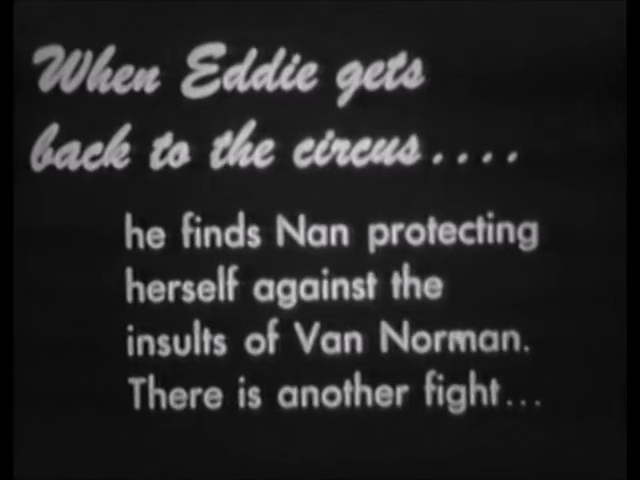 When Eddie gets
back to the circus....
he finds Nan protecting
herself against the
insults of Van Norman.
There is another fight...